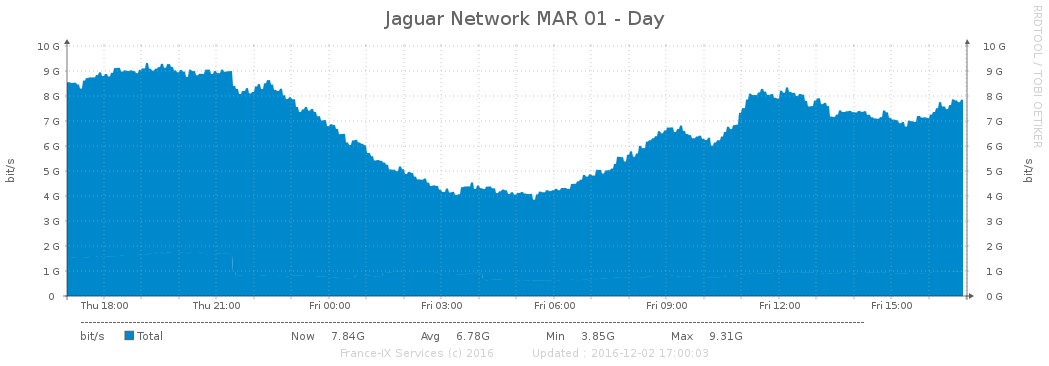 Jaguar Network MAR 01 - Day
RRDTOOL / TOBI OETIKER
10 G 10 G
9 G 9 G
8 G 8 G
7 G 7 G
6 G 6 G
5 G 5 G
4 G 4 G
3 G 3 G
2 G 2 G
1 G 1 G
0 0 G
bit/s
bit/s
Thu 18:00 Thu 21:00 Fri 00:00 Fri 03:00 Fri 06:00 Fri 09:00 Fri 12:00 Fri 15:00
bit/s Total Now 7.84G Avg 6.78G Min 3.85G Max 9.31G
France-IX Services (c) 2016 Updated : 2016-12-02 17:00:03